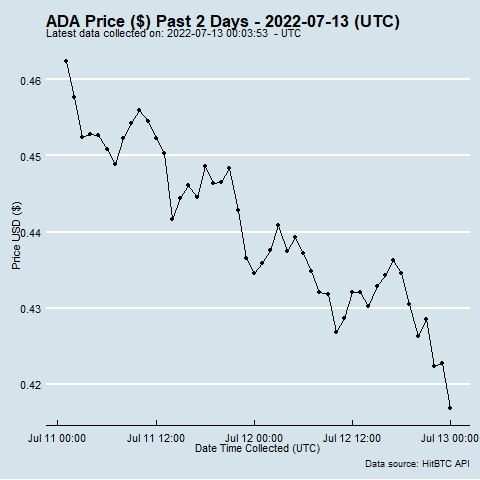 ADA Price ($) Past 2 Days - 2022-07-13 (UTC)
Latest data collected on: 2022-07-13 00:03:53 - UTC
0.46
0.45
0.44
0.43
0.42
Price USD ($)
Jul 11 00:00 Jul 11 12:00 Jul 12 00:00 Jul 12 12:00 Jul 13 00:00
Date Time Collected (UTC)
Data source: HitBTC API